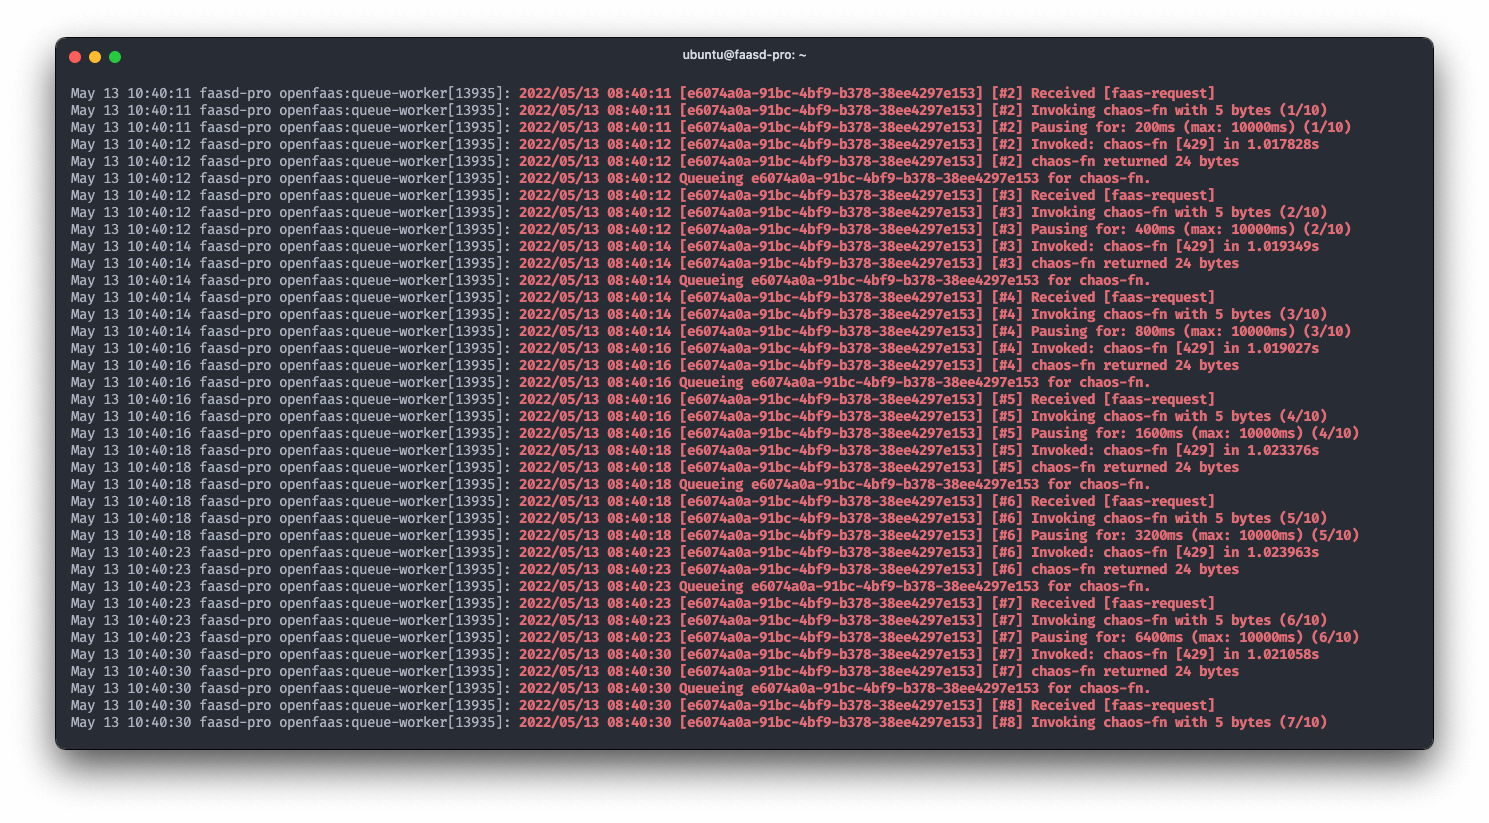 ubuntu@faasd-pro: ~
May 13 10:40:11 faasd-pro openfaas:queue-worker[13935]: 2022/05/13 08:40:11 [e6074a0a-91bc-4bf9-b378-38ee4297e153] [#2] Received [faas-request]
May 13 10:40:11 faasd-pro openfaas:queue-worker[13935]: 2022/05/13 08:40:11 [e6074a0a-91bc-4bf9-b378-38ee4297e153] [#2] Invoking chaos-fn with 5 bytes (1/10)
May 13 10:40:11 faasd-pro openfaas:queue-worker[13935]: 2022/05/13 08:40:11 [e6074a0a-91bc-4bf9-b378-38ee4297e153] [#2] Pausing for: 200ms (max: 10000ms) (1/10)
May 13 10:40:12 faasd-pro openfaas:queue-worker[13935]: 2022/05/13 08:40:12 [e6074a0a-91bc-4bf9-b378-38ee4297e153] [#2] Invoked: chaos-fn [429] in 1.017828s
May 13 10:40:12 faasd-pro openfaas:queue-worker[13935]: 2022/05/13 08:40:12 [e6074a0a-91bc-4bf9-b378-38ee4297e153] [#2] chaos-fn returned 24 bytes
May 13 10:40:12 faasd-pro openfaas:queue-worker[13935]: 2022/05/13 08:40:12 Queueing e6074a0a-91bc-4bf9-b378-38ee4297e153 for chaos-fn.
May 13 10:40:12 faasd-pro openfaas:queue-worker[13935]: 2022/05/13 08:40:12 [e6074a0a-91bc-4bf9-b378-38ee4297e153] [#3] Received [faas-request]
May 13 10:40:12 faasd-pro openfaas:queue-worker[13935]: 2022/05/13 08:40:12 [e6074a0a-91bc-4bf9-b378-38ee4297e153] [#3] Invoking chaos-fn with 5 bytes (2/10)
May 13 10:40:12 faasd-pro openfaas:queue-worker[13935]: 2022/05/13 08:40:12 [e6074a0a-91bc-4bf9-b378-38ee4297e153] [#3] Pausing for: 400ms (max: 10000ms) (2/10)
May 13 10:40:14 faasd-pro openfaas:queue-worker[13935]: 2022/05/13 08:40:14 [e6074a0a-91bc-4bf9-b378-38ee4297e153] [#3] Invoked: chaos-fn [429] in 1.019349s
May 13 10:40:14 faasd-pro openfaas:queue-worker[13935]: 2022/05/13 08:40:14 [e6074a0a-91bc-4bf9-b378-38ee4297e153] [#3] chaos-fn returned 24 bytes
May 13 10:40:14 faasd-pro openfaas:queue-worker[13935]: 2022/05/13 08:40:14 Queueing e6074a0a-91bc-4bf9-b378-38ee4297e153 for chaos-fn.
May 13 10:40:14 faasd-pro openfaas:queue-worker[13935]: 2022/05/13 08:40:14 [e6074a0a-91bc-4bf9-b378-38ee4297e153] [#4] Received [faas-request]
May 13 10:40:14 faasd-pro openfaas:queue-worker[13935]: 2022/05/13 08:40:14 [e6074a0a-91bc-4bf9-b378-38ee4297e153] [#4] Invoking chaos-fn with 5 bytes (3/10)
May 13 10:40:14 faasd-pro openfaas:queue-worker[13935]: 2022/05/13 08:40:14 [e6074a0a-91bc-4bf9-b378-38ee4297e153] [#4] Pausing for: 800ms (max: 10000ms) (3/10)
May 13 10:40:16 faasd-pro openfaas:queue-worker[13935]: 2022/05/13 08:40:16 [e6074a0a-91bc-4bf9-b378-38ee4297e153] [#4] Invoked: chaos-fn [429] in 1.019027s
May 13 10:40:16 faasd-pro openfaas:queue-worker[13935]: 2022/05/13 08:40:16 [e6074a0a-91bc-4bf9-b378-38ee4297e153] [#4] chaos-fn returned 24 bytes
May 13 10:40:16 faasd-pro openfaas:queue-worker[13935]: 2022/05/13 08:40:16 Queueing e6074a0a-91bc-4bf9-b378-38ee4297e153 for chaos-fn.
May 13 10:40:16 faasd-pro openfaas:queue-worker[13935]: 2022/05/13 08:40:16 [e6074a0a-91bc-4bf9-b378-38ee4297e153] [#5] Received [faas-request]
May 13 10:40:16 faasd-pro openfaas:queue-worker[13935]: 2022/05/13 08:40:16 [e6074a0a-91bc-4bf9-b378-38ee4297e153] [#5] Invoking chaos-fn with 5 bytes (4/10)
May 13 10:40:16 faasd-pro openfaas:queue-worker[13935]: 2022/05/13 08:40:16 [e6074a0a-91bc-4bf9-b378-38ee4297e153] [#5] Pausing for: 1600ms (max: 10000ms) (4/10)
May 13 10:40:18 faasd-pro openfaas:queue-worker[13935]: 2022/05/13 08:40:18 [e6074a0a-91bc-4bf9-b378-38ee4297e153] [#5] Invoked: chaos-fn [429] in 1.023376s
May 13 10:40:18 faasd-pro openfaas:queue-worker[13935]: 2022/05/13 08:40:18 [e6074a0a-91bc-4bf9-b378-38ee4297e153] [#5] chaos-fn returned 24 bytes
May 13 10:40:18 faasd-pro openfaas:queue-worker[13935]: 2022/05/13 08:40:18 Queueing e6074a0a-91bc-4bf9-b378-38ee4297e153 for chaos-fn.
May 13 10:40:18 faasd-pro openfaas:queue-worker[13935]: 2022/05/13 08:40:18 [e6074a0a-91bc-4bf9-b378-38ee4297e153] [#6] Received [faas-request]
May 13 10:40:18 faasd-pro openfaas:queue-worker[13935]: 2022/05/13 08:40:18 [e6074a0a-91bc-4bf9-b378-38ee4297e153] [#6] Invoking chaos-fn with 5 bytes (5/10)
May 13 10:40:18 faasd-pro openfaas:queue-worker[13935]: 2022/05/13 08:40:18 [e6074a0a-91bc-4bf9-b378-38ee4297e153] [#6] Pausing for: 3200ms (max: 10000ms) (5/10)
May 13 10:40:23 faasd-pro openfaas:queue-worker[13935]: 2022/05/13 08:40:23 [e6074a0a-91bc-4bf9-b378-38ee4297e153] [#6] Invoked: chaos-fn [429] in 1.023963s
May 13 10:40:23 faasd-pro openfaas:queue-worker[13935]: 2022/05/13 08:40:23 [e6074a0a-91bc-4bf9-b378-38ee4297e153] [#6] chaos-fn returned 24 bytes
May 13 10:40:23 faasd-pro openfaas:queue-worker[13935]: 2022/05/13 08:40:23 Queueing e6074a0a-91bc-4bf9-b378-38ee4297e153 for chaos-fn.
May 13 10:40:23 faasd-pro openfaas:queue-worker[13935]: 2022/05/13 08:40:23 [e6074a0a-91bc-4bf9-b378-38ee4297e153] [#7] Received [faas-request]
May 13 10:40:23 faasd-pro openfaas:queue-worker[13935]: 2022/05/13 08:40:23 [e6074a0a-91bc-4bf9-b378-38ee4297e153] [#7] Invoking chaos-fn with 5 bytes (6/10)
May 13 10:40:23 faasd-pro openfaas:queue-worker[13935]: 2022/05/13 08:40:23 [e6074a0a-91bc-4bf9-b378-38ee4297e153] [#7] Pausing for: 6400ms (max: 10000ms) (6/10)
May 13 10:40:30 faasd-pro openfaas:queue-worker[13935]: 2022/05/13 08:40:30 [e6074a0a-91bc-4bf9-b378-38ee4297e153] [#7] Invoked: chaos-fn [429] in 1.021058s
May 13 10:40:30 faasd-pro openfaas:queue-worker[13935]: 2022/05/13 08:40:30 [e6074a0a-91bc-4bf9-b378-38ee4297e153] [#7] chaos-fn returned 24 bytes
May 13 10:40:30 faasd-pro openfaas:queue-worker[13935]: 2022/05/13 08:40:30 Queueing e6074a0a-91bc-4bf9-b378-38ee4297e153 for chaos-fn.
May 13 10:40:30 faasd-pro openfaas:queue-worker[13935]: 2022/05/13 08:40:30 [e6074a0a-91bc-4bf9-b378-38ee4297e153] [#8] Received [faas-request]
May 13 10:40:30 faasd-pro openfaas:queue-worker[13935]: 2022/05/13 08:40:30 [e6074a0a-91bc-4bf9-b378-38ee4297e153] [#8] Invoking chaos-fn with 5 bytes (7/10)